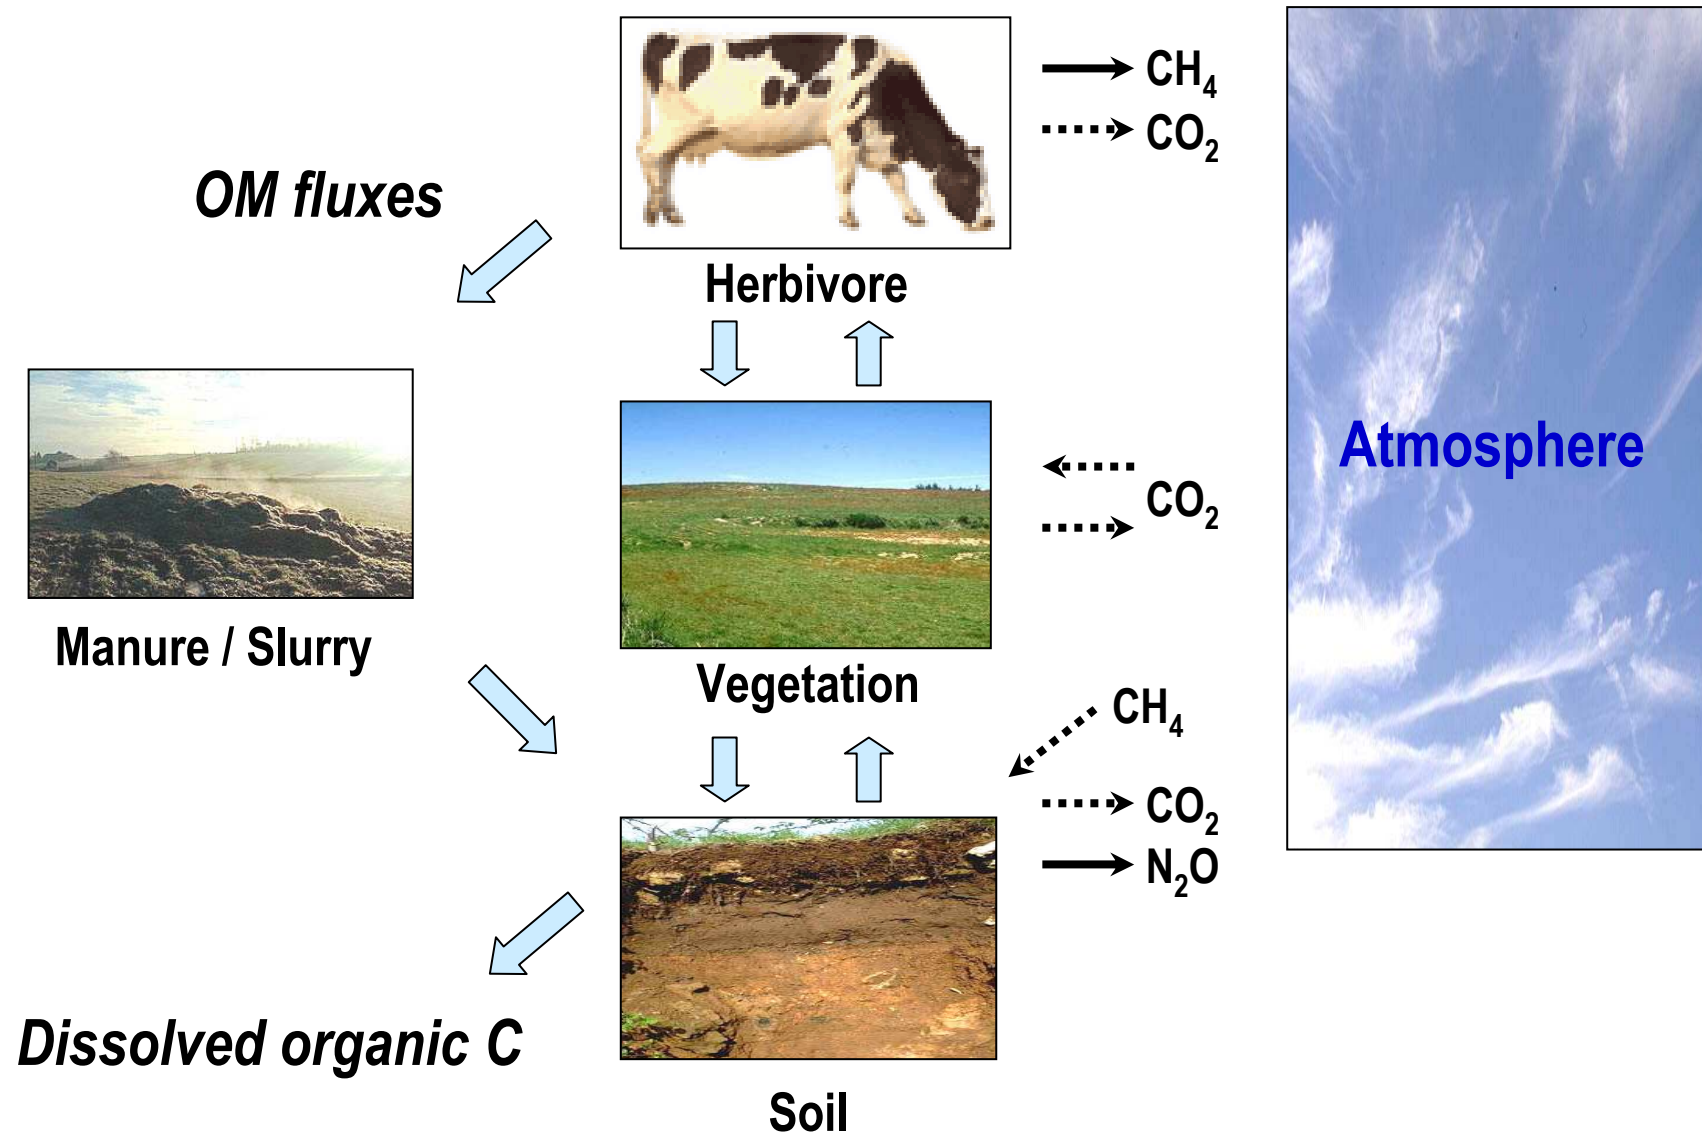 CH₄
CO₂
OM fluxes
Herbivore
Atmosphere
CO₂
Manure / Slurry
Vegetation
CH₄
CO₂
N₂O
Dissolved organic C
Soil